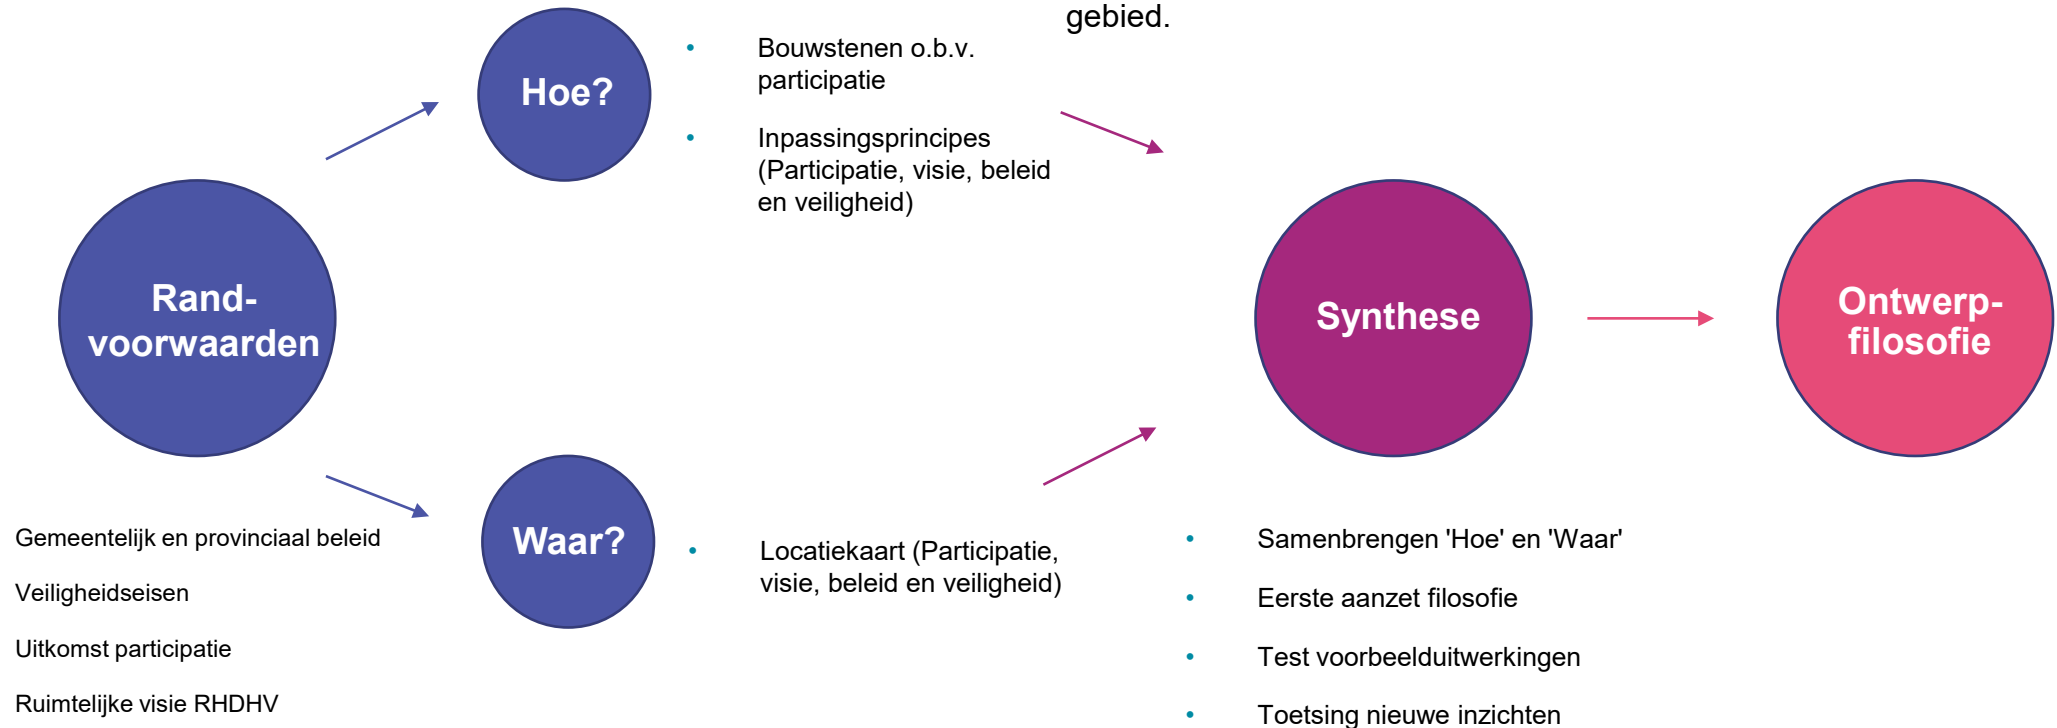 gebied.
Hoe?
Bouwstenen o.b.v.
participatie
Inpassingsprincipes
(Participatie, visie, beleid
en veiligheid)
Rand-
voorwaarden
Synthese
Ontwerp-
filosofie
Gemeentelijk en provinciaal beleid
Veiligheidseisen
Uitkomst participatie
Ruimtelijke visie RHDHV
Waar?
Locatiekaart (Participatie,
visie, beleid en veiligheid)
Samenbrengen 'Hoe' en 'Waar'
Eerste aanzet filosofie
Test voorbeelduitwerkingen
Toetsing nieuwe inzichten